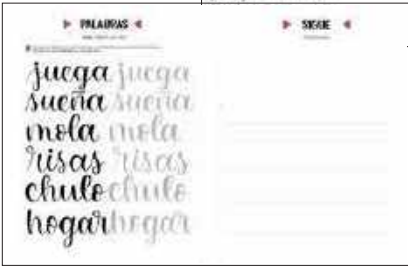 PALABRAS
juega juega
sueña sueña
mola mola
risas risas
chulo chulo
hogar hogar
SIGUE